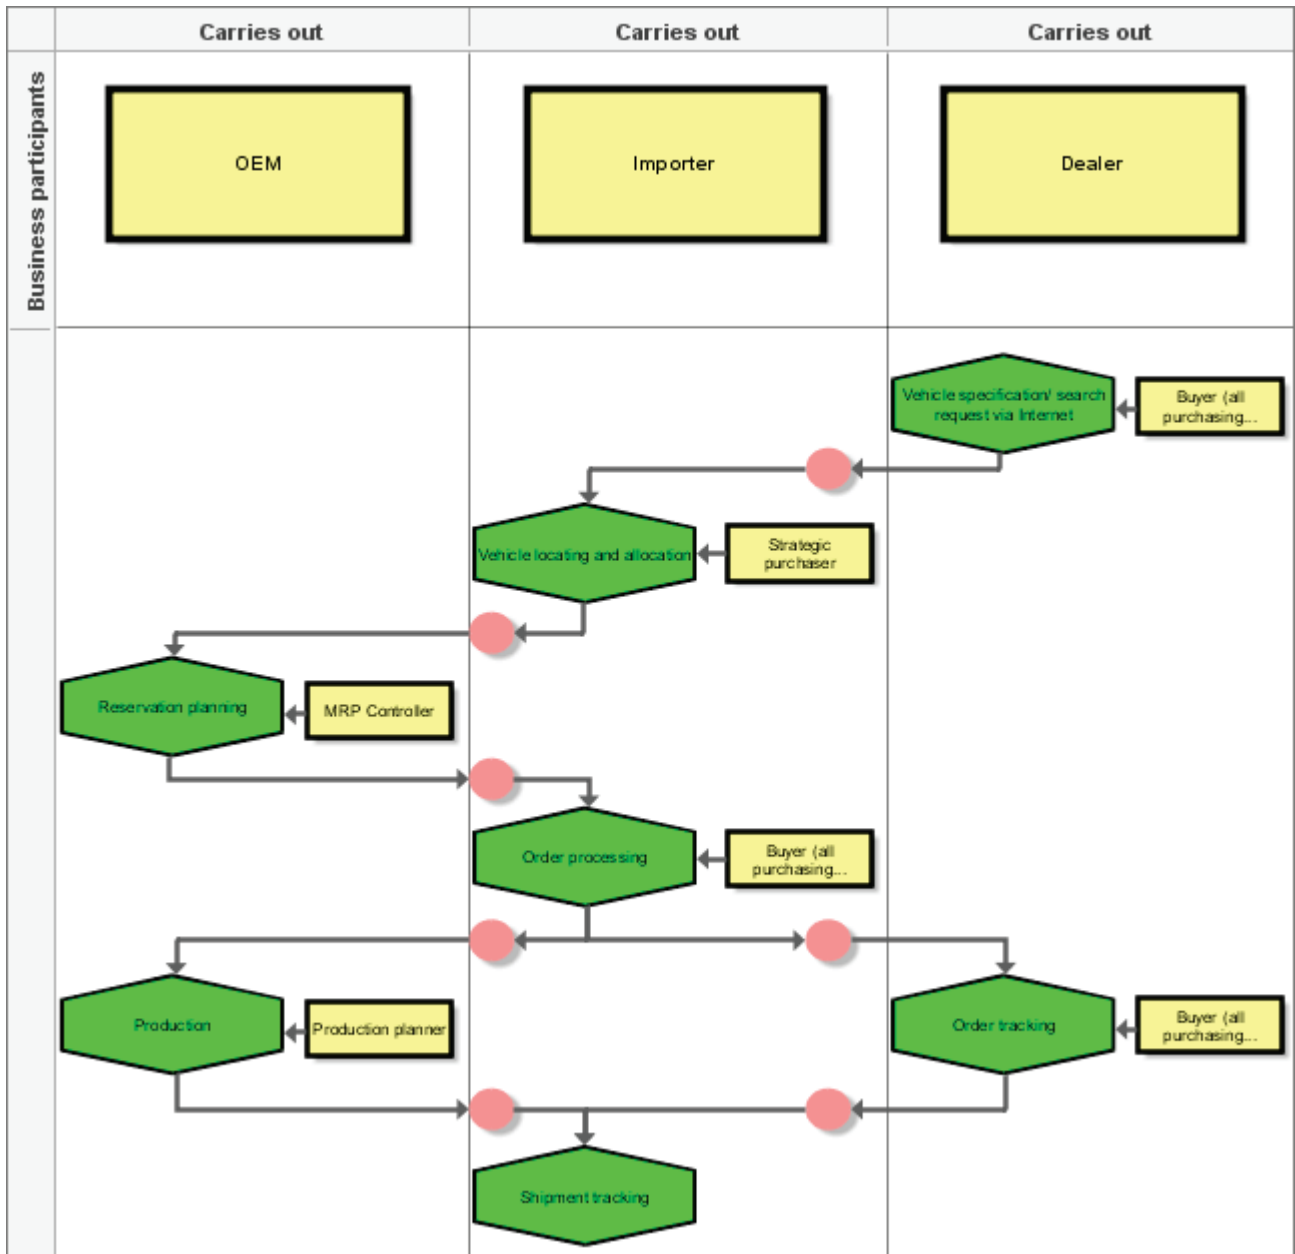 Carries out
Carries out
Carries out
Business participants
OEM
Importer
Dealer
Vehicle specification/ search
request via Internet
Buyer (all
purchasing...
Vehicle locating and allocation
Strategic
purchaser
Reservation planning
MRP Controller
Order processing
Buyer (all
purchasing...
Production
Production planner
Order tracking
Buyer (all
purchasing...
Shipment tracking